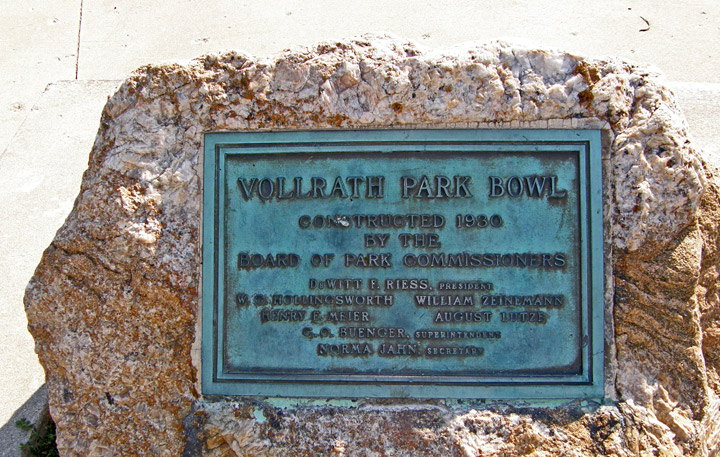 VOLLRATH PARK BOWL
CONSTRUCTED 1930
BY THE
BOARD OF PARK COMMISSIONERS
DeWITT F. RIESS, PRESIDENT
W. O. HOLLINGSWORTH WILLIAM ZEINEMANN
HENRY E. MEIER AUGUST LUTZE
C. O. BUENGER, SUPERINTENDENT
NORMA JAHN, SECRETARY